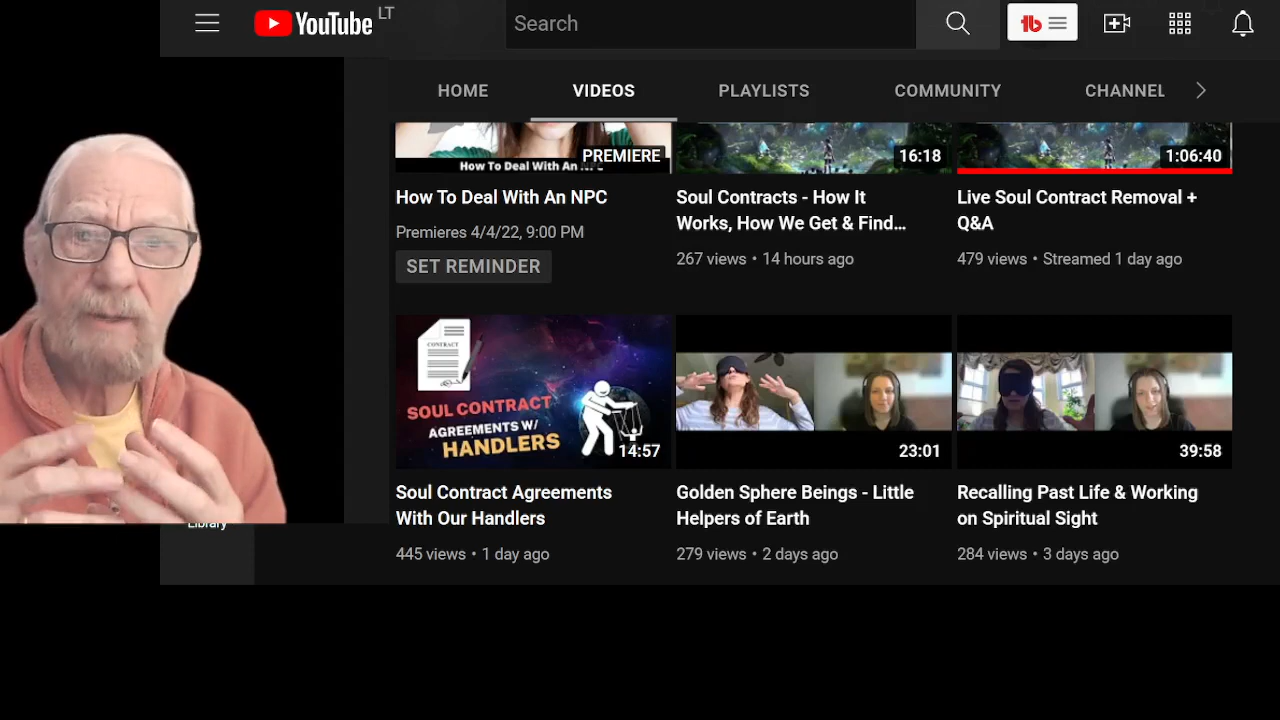 YouTube LT
Search
HOME VIDEOS PLAYLISTS COMMUNITY CHANNEL
How To Deal With An NPC PREMIERE
16:18
1:06:40
How To Deal With An NPC
Premieres 4/4/22, 9:00 PM
SET REMINDER
Soul Contracts - How It
Works, How We Get & Find...
267 views • 14 hours ago
Live Soul Contract Removal +
Q&A
479 views • Streamed 1 day ago
CONTRACT
SOUL CONTRACT
AGREEMENTS W/
HANDLERS
14:57
23:01
39:58
Soul Contract Agreements
With Our Handlers
445 views • 1 day ago
Golden Sphere Beings - Little
Helpers of Earth
279 views • 2 days ago
Recalling Past Life & Working
on Spiritual Sight
284 views • 3 days ago
Library